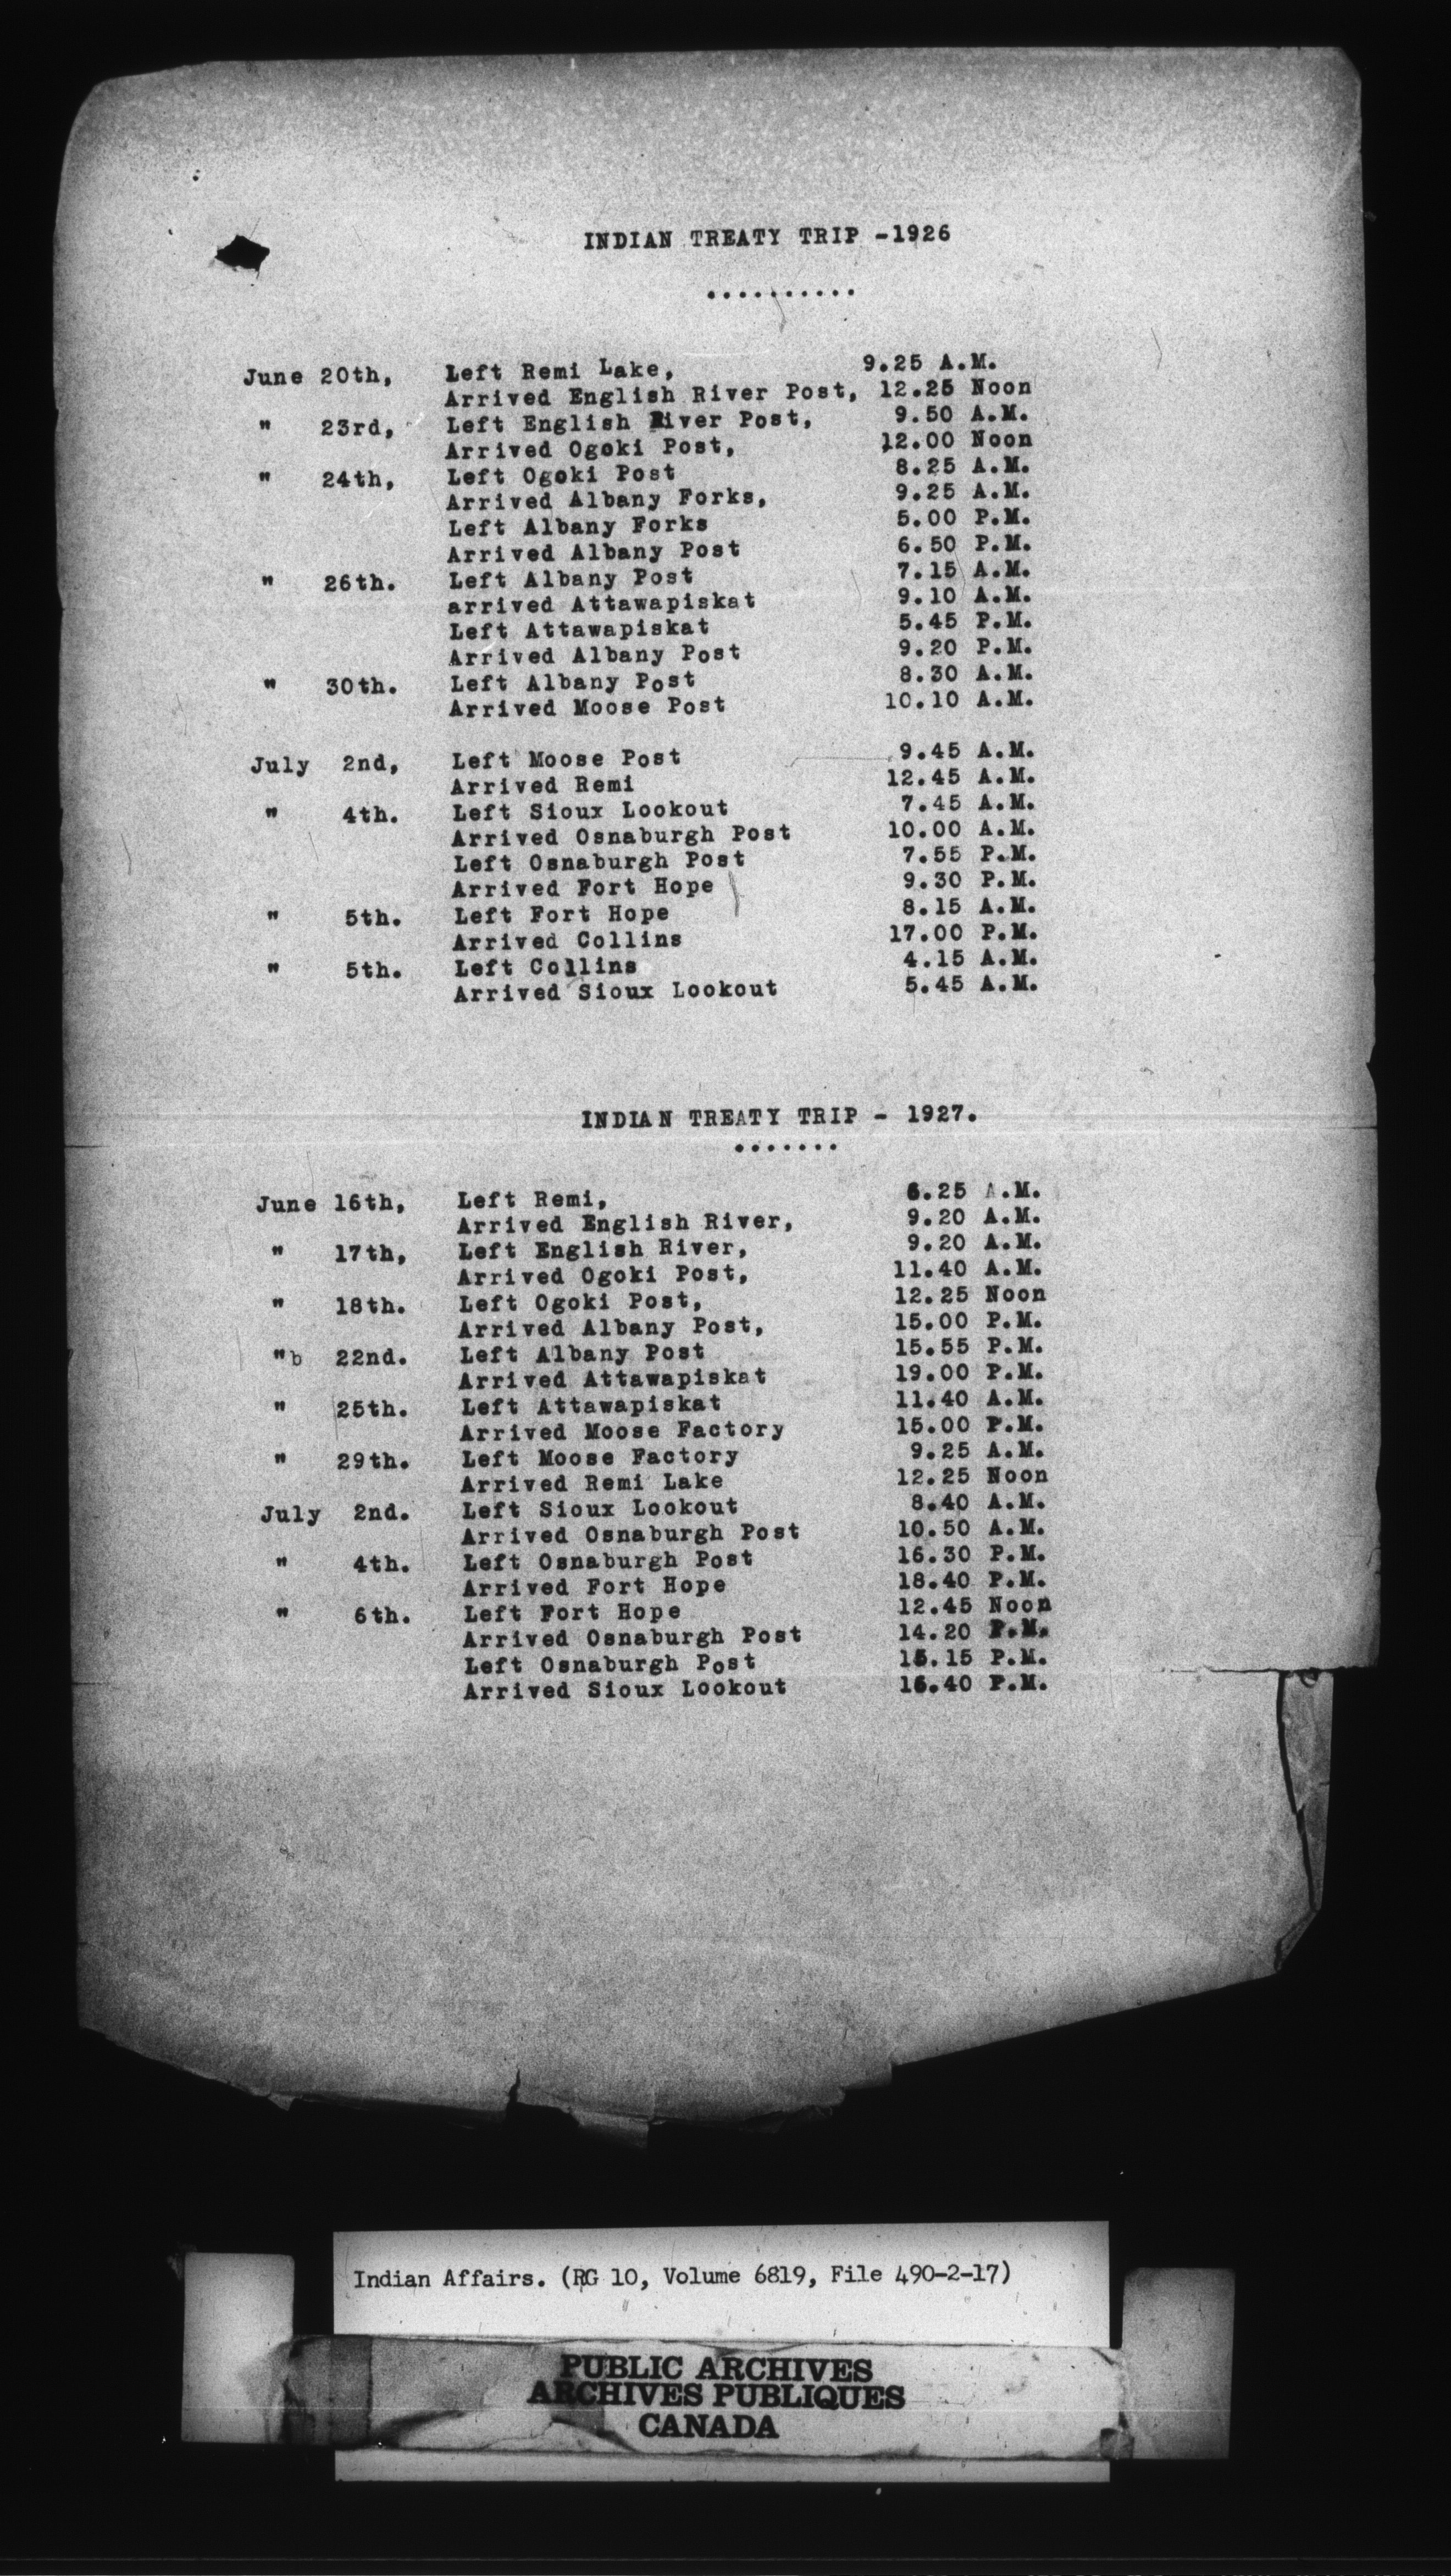 INDIAN TREATY TRIP -1926
..........
June 20th, Left Remi Lake, 9.25 A.M.
Arrived English River Post, 12.25 Noon
" 23rd, Left English River Post, 9.50 A.M.
Arrived Ogoki Post, 12.00 Noon
" 24th, Left Ogoki Post 8.25 A.M.
Arrived Albany Forks, 9.25 A.M.
Left Albany Forks 5.00 P.M.
Arrived Albany Post 6.50 P.M.
" 26th. Left Albany Post 7.15 A.M.
arrived Attawapiskat 9.10 A.M.
Left Attawapiskat 5.45 P.M.
Arrived Albany Post 9.20 P.M.
" 30th. Left Albany Post 8.30 A.M.
Arrived Moose Post 10.10 A.M.
July 2nd, Left Moose Post 9.45 A.M.
Arrived Remi 12.45 A.M.
" 4th. Left Sioux Lookout 7.45 A.M.
Arrived Osnaburgh Post 10.00 A.M.
Left Osnaburgh Post 7.55 P.M.
Arrived Fort Hope 9.30 P.M.
" 5th. Left Fort Hope 8.15 A.M.
Arrived Collins 17.00 P.M.
" 5th. Left Collins 4.15 A.M.
Arrived Sioux Lookout 5.45 A.M.
INDIAN TREATY TRIP - 1927.
.......
June 16th, Left Remi, 6.25 A.M.
Arrived English River, 9.20 A.M.
" 17th, Left English River, 9.20 A.M.
Arrived Ogoki Post, 11.40 A.M.
" 18th. Left Ogoki Post, 12.25 Noon
Arrived Albany Post, 15.00 P.M.
"b 22nd. Left Albany Post 15.55 P.M.
Arrived Attawapiskat 19.00 P.M.
" 25th. Left Attawapiskat 11.40 A.M.
Arrived Moose Factory 15.00 P.M.
" 29th. Left Moose Factory 9.25 A.M.
Arrived Remi Lake 12.25 Noon
July 2nd. Left Sioux Lookout 8.40 A.M.
Arrived Osnaburgh Post 10.50 A.M.
" 4th. Left Osnaburgh Post 16.30 P.M.
Arrived Fort Hope 18.40 P.M.
" 6th. Left Fort Hope 12.45 Noon
Arrived Osnaburgh Post 14.20 P.M.
Left Osnaburgh Post 15.15 P.M.
Arrived Sioux Lookout 16.40 P.M.
Indian Affairs. (RG 10, Volume 6819, File 490-2-17)
PUBLIC ARCHIVES
ARCHIVES PUBLIQUES
CANADA